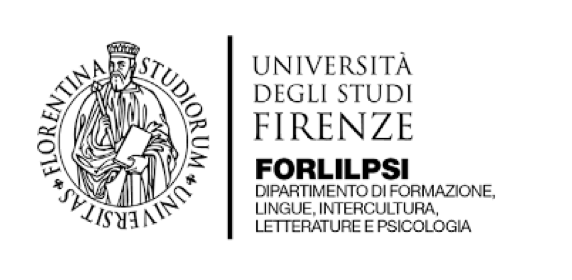 FLORENTINA STUDIORUM UNIVERSITAS
UNIVERSITÀ
DEGLI STUDI
FIRENZE
FORLILPSI
DIPARTIMENTO DI FORMAZIONE,
LINGUE, INTERCULTURA,
LETTERATURE E PSICOLOGIA